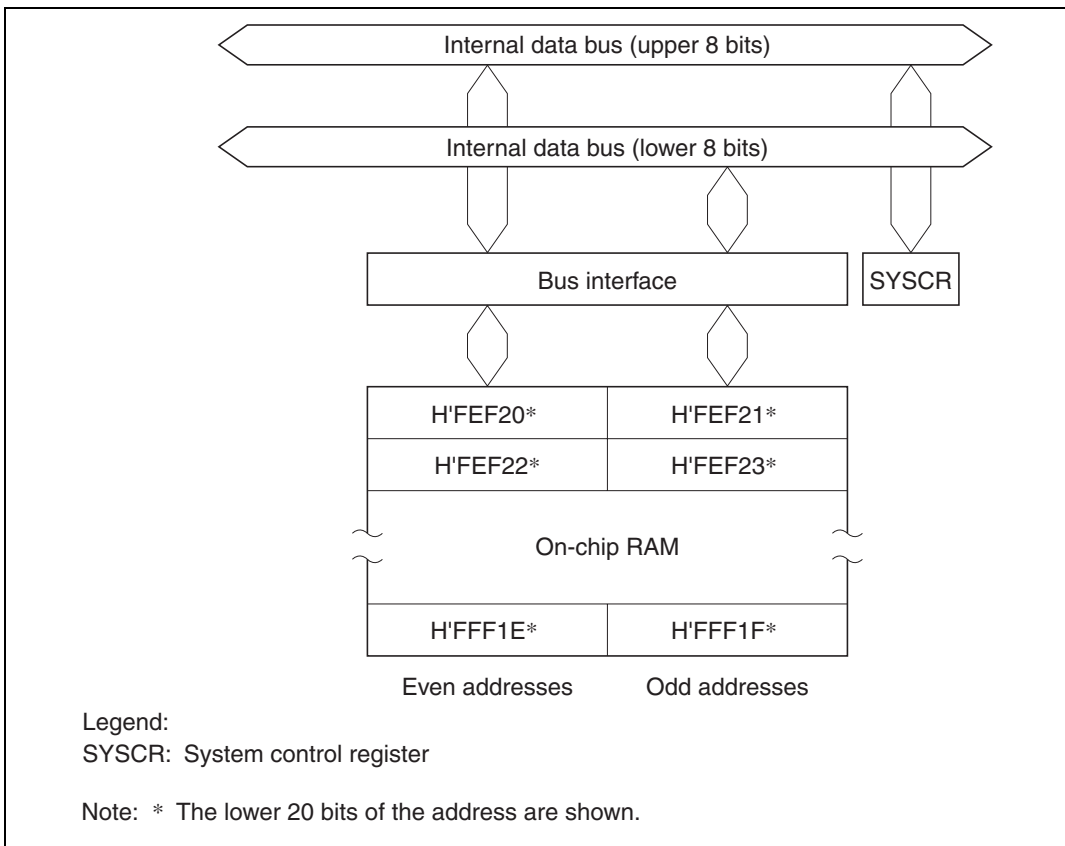 Internal data bus (upper 8 bits)
Internal data bus (lower 8 bits)
Bus interface
SYSCR
H'FEF20*
H'FEF21*
H'FEF22*
H'FEF23*
On-chip RAM
H'FFF1E*
H'FFF1F*
Even addresses
Odd addresses
Legend:
SYSCR: System control register
Note: * The lower 20 bits of the address are shown.